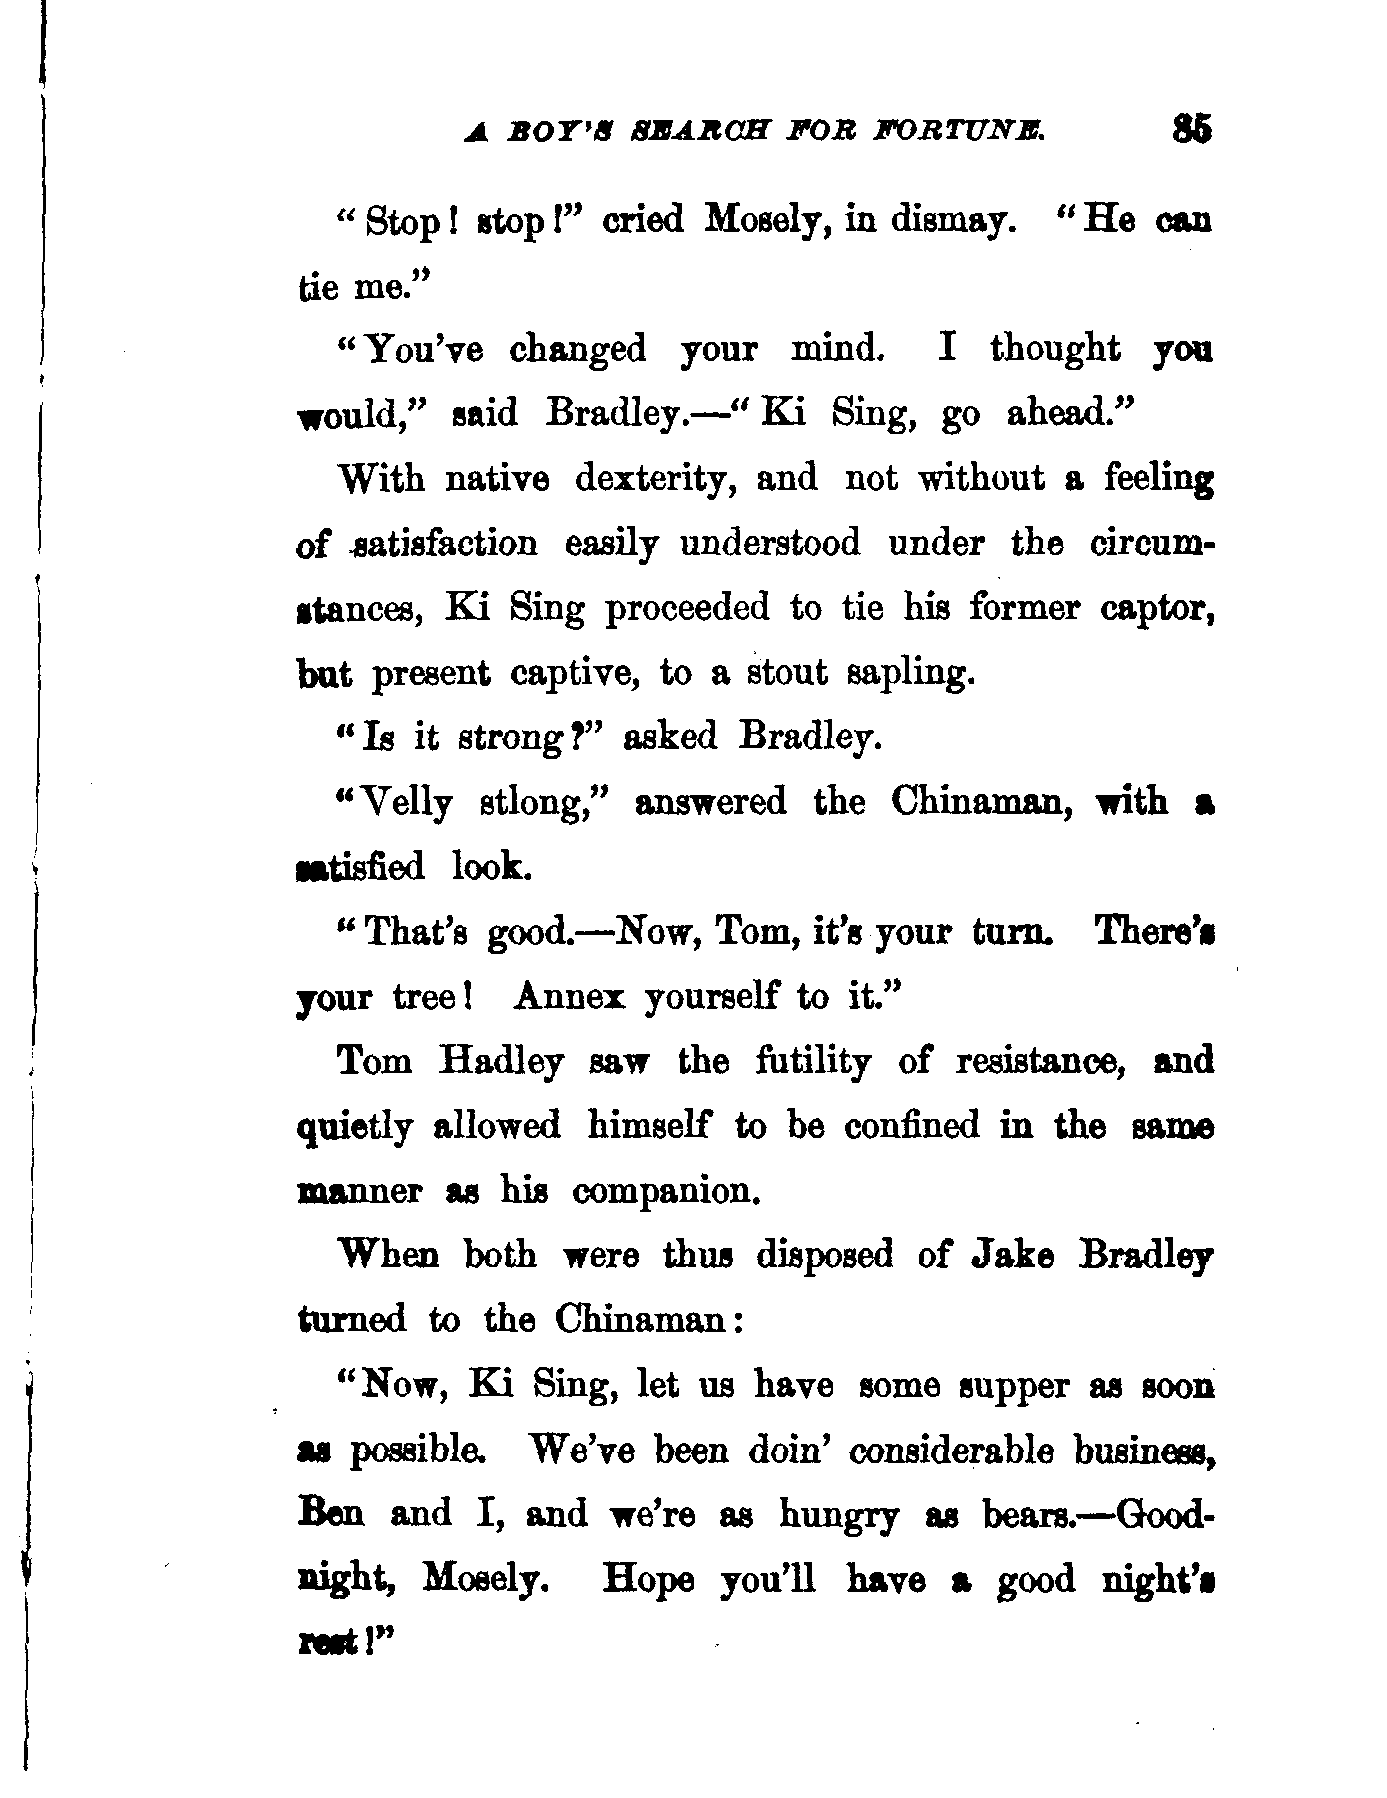 A BOY'S SEARCH FOR FORTUNE. 85
"Stop! stop!" cried Mosely, in dismay. "He can
tie me."
"You've changed your mind. I thought you
would," said Bradley.—"Ki Sing, go ahead."
With native dexterity, and not without a feeling
of satisfaction easily understood under the circum-
stances, Ki Sing proceeded to tie his former captor,
but present captive, to a stout sapling.
"Is it strong?" asked Bradley.
"Velly stlong," answered the Chinaman, with a
satisfied look.
"That's good.—Now, Tom, it's your turn. There's
your tree! Annex yourself to it."
Tom Hadley saw the futility of resistance, and
quietly allowed himself to be confined in the same
manner as his companion.
When both were thus disposed of Jake Bradley
turned to the Chinaman:
"Now, Ki Sing, let us have some supper as soon
as possible. We've been doin' considerable business,
Ben and I, and we're as hungry as bears.—Good-
night, Mosely. Hope you'll have a good night's
rest!"